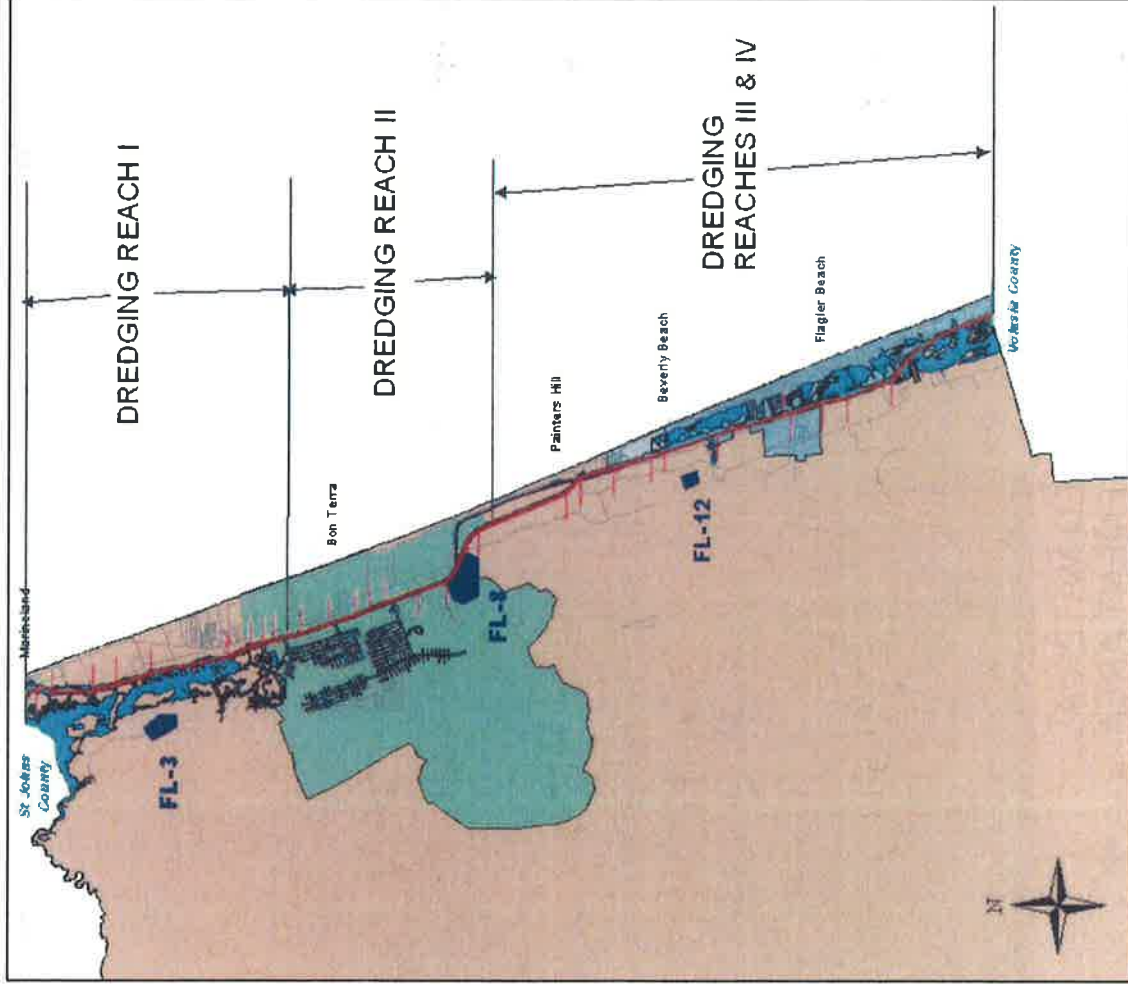 Marineland
St Johns
County
DREDGING REACH I
FL-3
Bon Terra
DREDGING REACH II
FL-8
Painters Hill
DREDGING
REACHES III & IV
Beverly Beach
FL-12
Flagler Beach
Volusia County
N